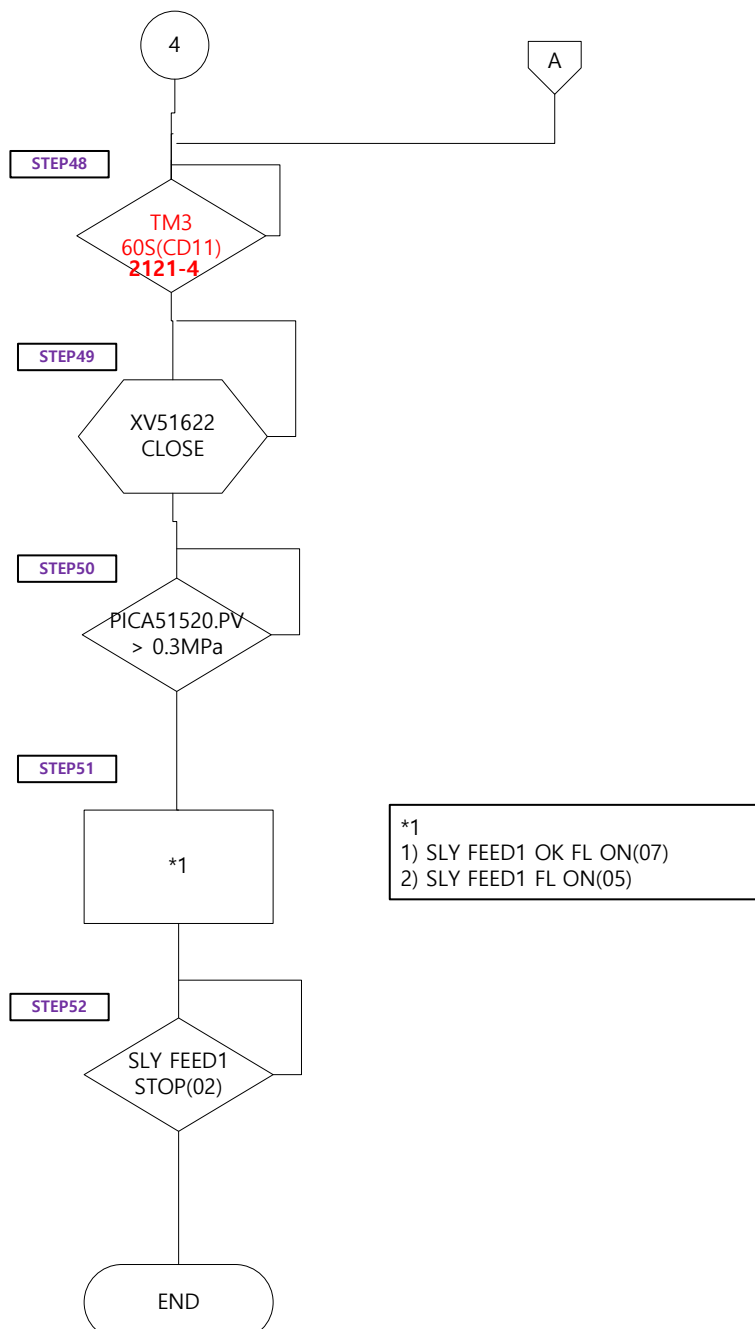 4
A
STEP48
TM3
60S(CD11)
2121-4
STEP49
XV51622
CLOSE
STEP50
PICA51520.PV
> 0.3MPa
STEP51
*1
*1
1) SLY FEED1 OK FL ON(07)
2) SLY FEED1 FL ON(05)
STEP52
SLY FEED1
STOP(02)
END